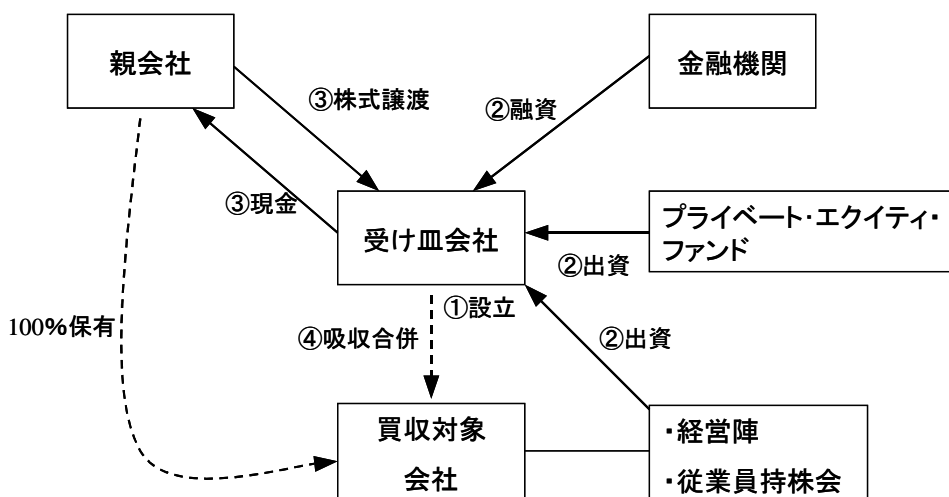 親会社
金融機関
③株式譲渡
②融資
③現金
受け皿会社
プライベート・エクイティ・
ファンド
②出資
①設立
100%保有
④吸収合併
②出資
買収対象
会社
・経営陣
・従業員持株会